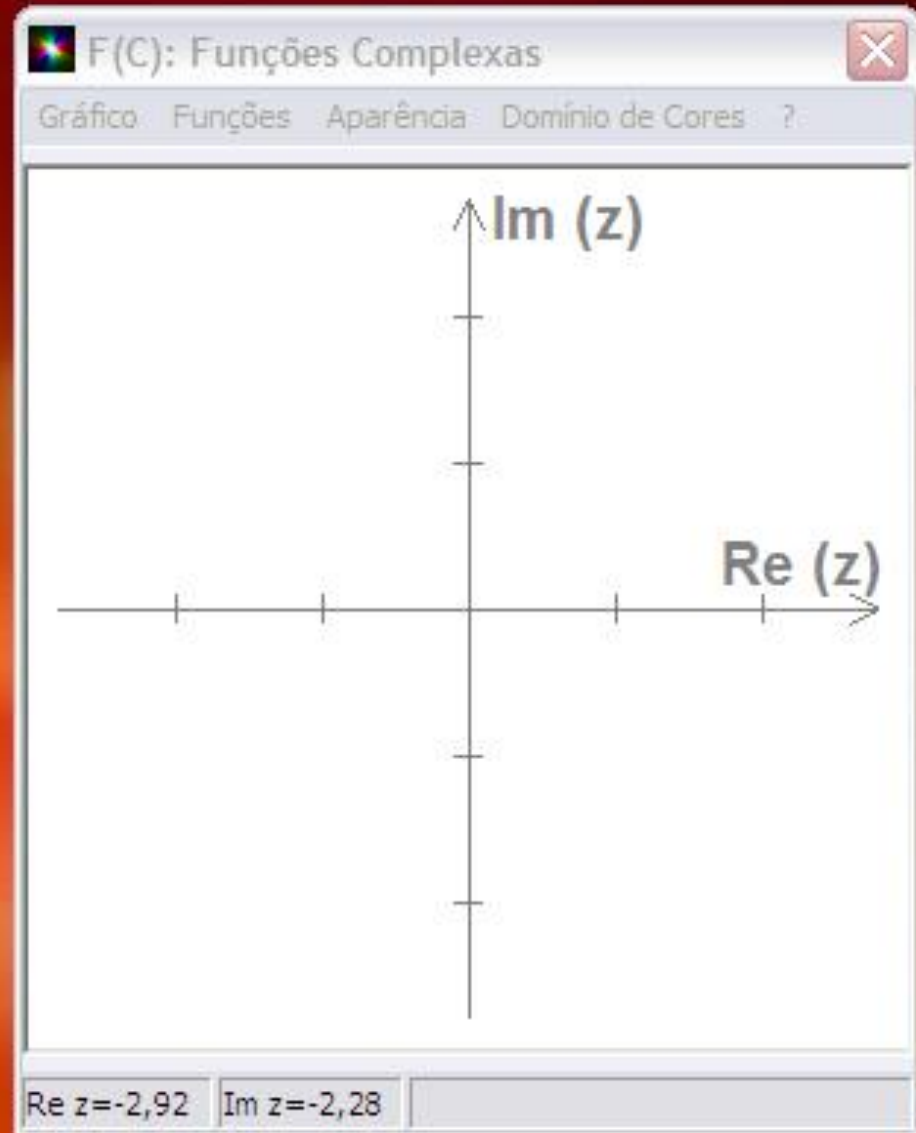 F(C): Funções Complexas
Gráfico Funções Aparência Domínio de Cores ?
Im (z)
Re (z)
Re z=-2,92 Im z=-2,28